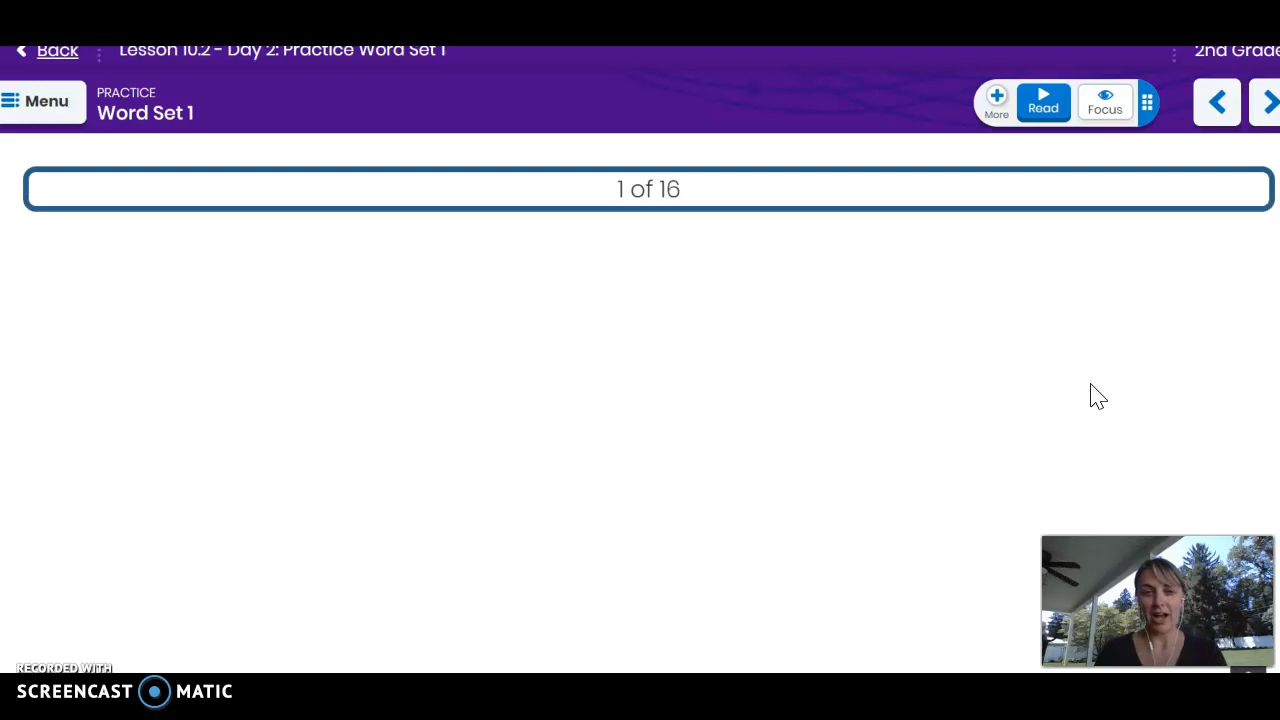 Back
Lesson 10.2 - Day 2: Practice Word Set 1
2nd Grade
Menu
PRACTICE
Word Set 1
More
Read
Focus
1 of 16
RECORDED WITH
SCREENCAST MATIC